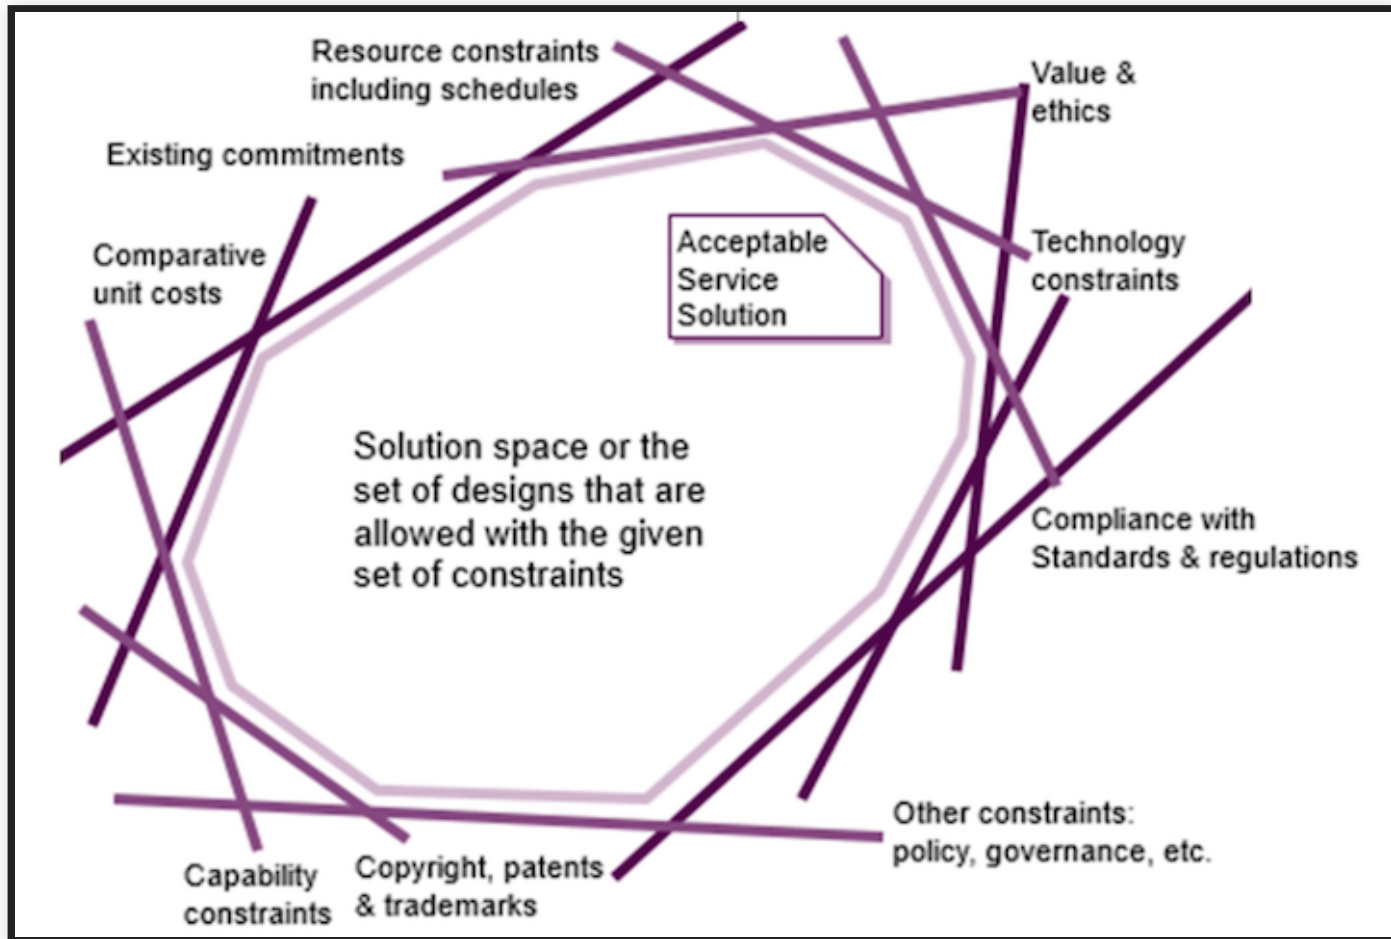 Resource constraints
including schedules
Value &
ethics
Existing commitments
Comparative
unit costs
Acceptable
Service
Solution
Technology
constraints
Solution space or the
set of designs that are
allowed with the given
set of constraints
Compliance with
Standards & regulations
Other constraints:
policy, governance, etc.
Capability
constraints
Copyright, patents
& trademarks